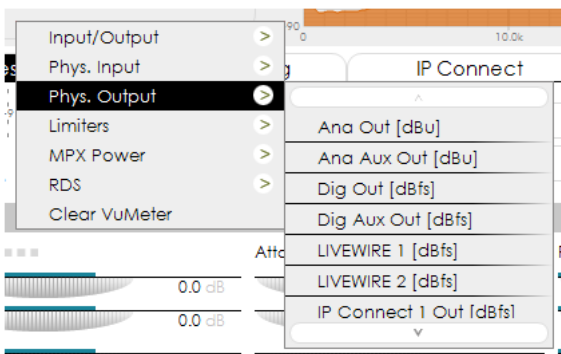 90
0
10.0k
Input/Output >
Phys. Input >
IP Connect
Phys. Output >
Limiters >
MPX Power >
RDS >
Clear VuMeter
Ana Out [dBu]
Ana Aux Out [dBu]
Dig Out [dBfs]
Dig Aux Out [dBfs]
LIVEWIRE 1 [dBfs]
LIVEWIRE 2 [dBfs]
IP Connect 1 Out [dBfs]
0.0 dB
0.0 dB